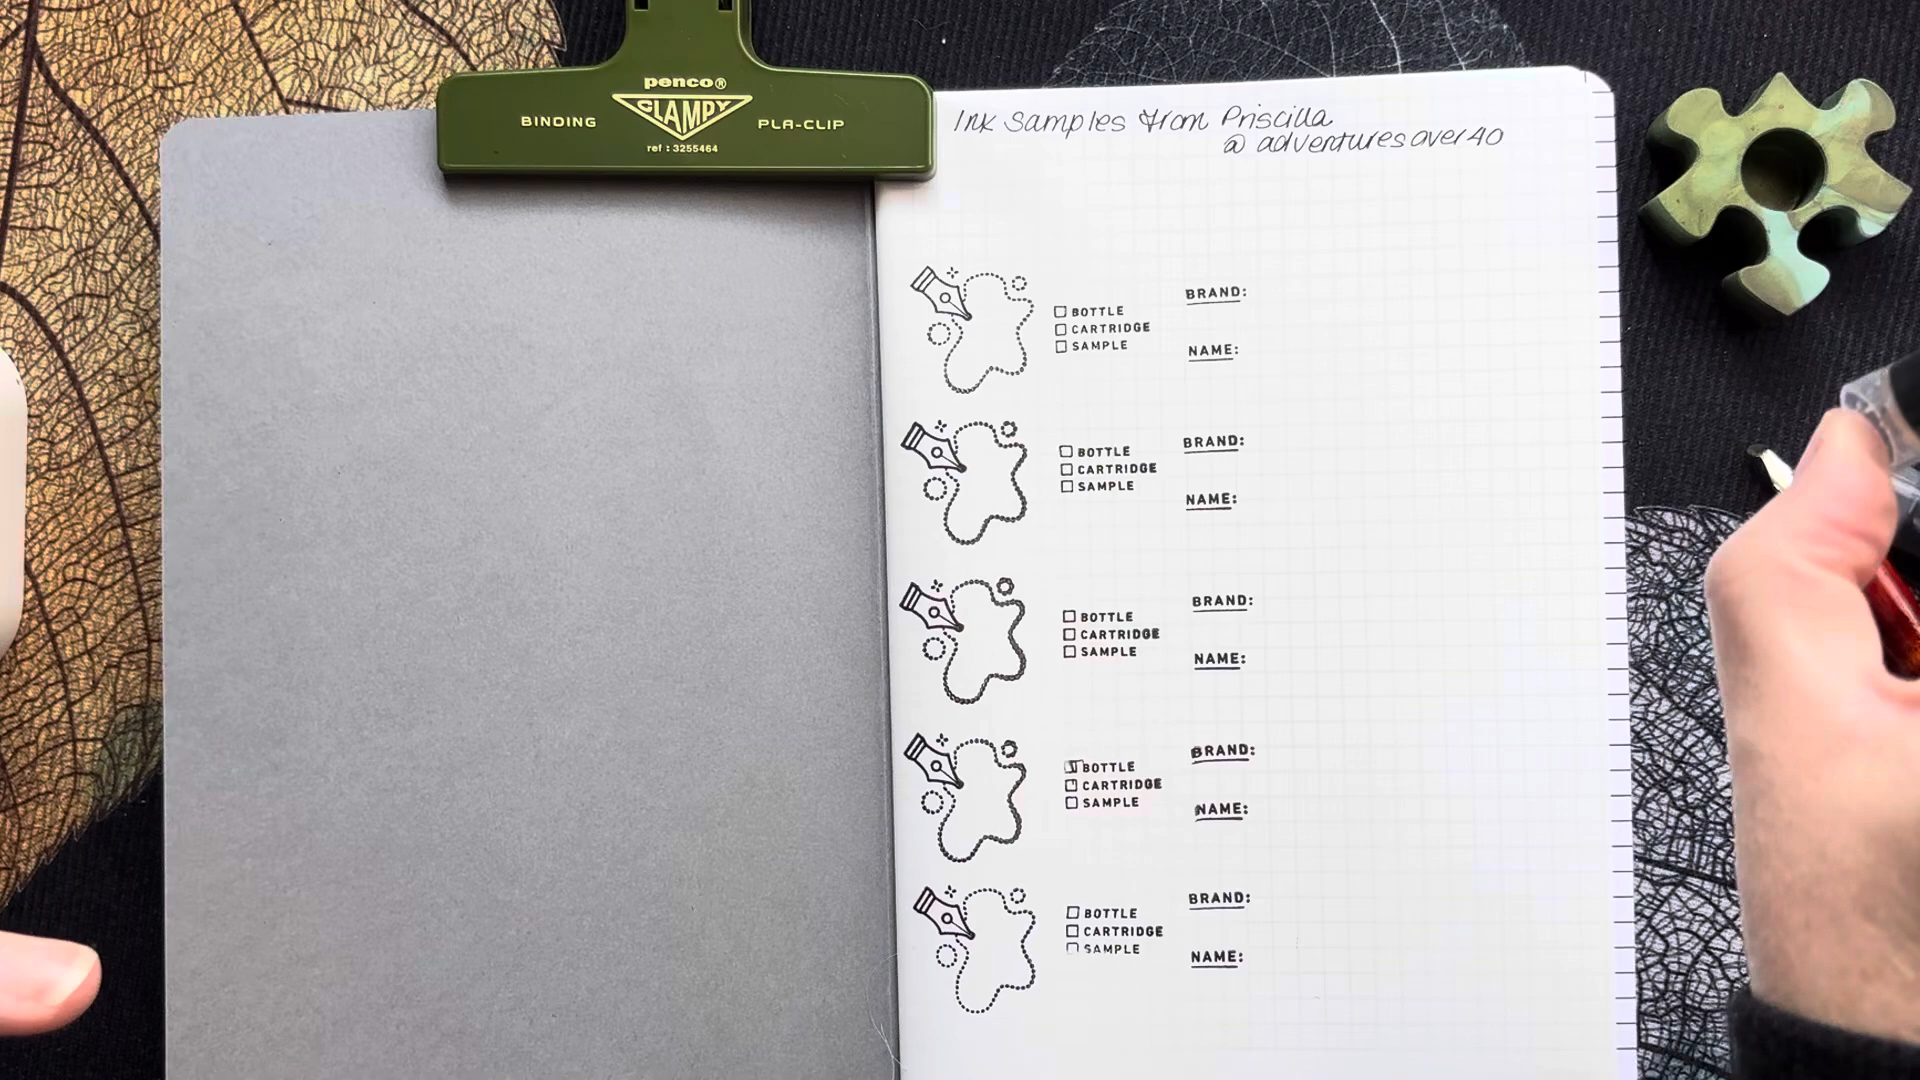 penco®
CLAMPY
BINDING PLA-CLIP
ref : 3255464
Ink Samples from Priscilla
@ adventuresover40
BOTTLE
CARTRIDGE
SAMPLE
BRAND:
NAME:
BOTTLE
CARTRIDGE
SAMPLE
BRAND:
NAME:
BOTTLE
CARTRIDGE
SAMPLE
BRAND:
NAME:
BOTTLE
CARTRIDGE
SAMPLE
BRAND:
NAME:
BOTTLE
CARTRIDGE
SAMPLE
BRAND:
NAME: